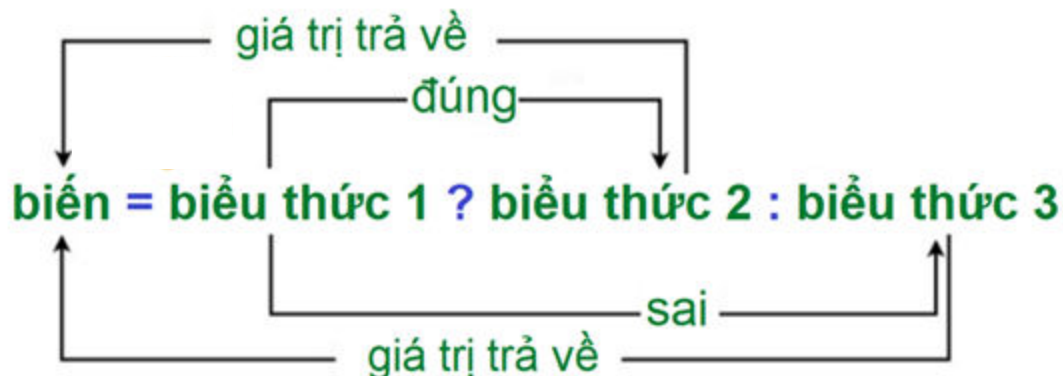 giá trị trả về
đúng
biến = biểu thức 1 ? biểu thức 2 : biểu thức 3
sai
giá trị trả về